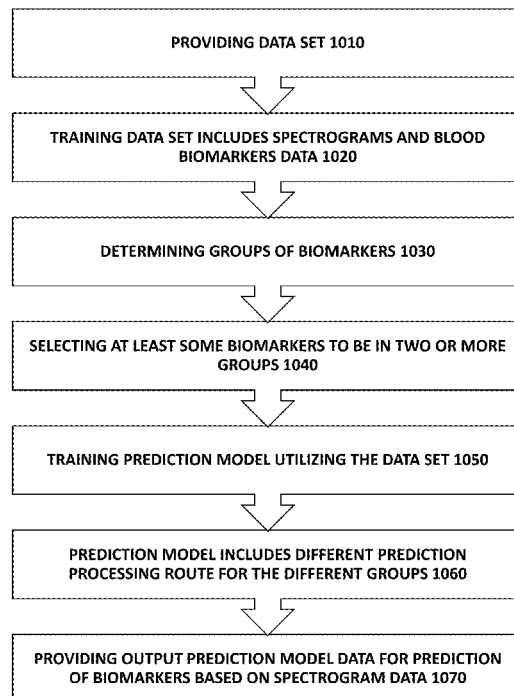 PROVIDING DATA SET 1010
TRAINING DATA SET INCLUDES SPECTROGRAMS AND BLOOD
BIOMARKERS DATA 1020
DETERMINING GROUPS OF BIOMARKERS 1030
SELECTING AT LEAST SOME BIOMARKERS TO BE IN TWO OR MORE
GROUPS 1040
TRAINING PREDICTION MODEL UTILIZING THE DATA SET 1050
PREDICTION MODEL INCLUDES DIFFERENT PREDICTION
PROCESSING ROUTE FOR THE DIFFERENT GROUPS 1060
PROVIDING OUTPUT PREDICTION MODEL DATA FOR PREDICTION
OF BIOMARKERS BASED ON SPECTROGRAM DATA 1070